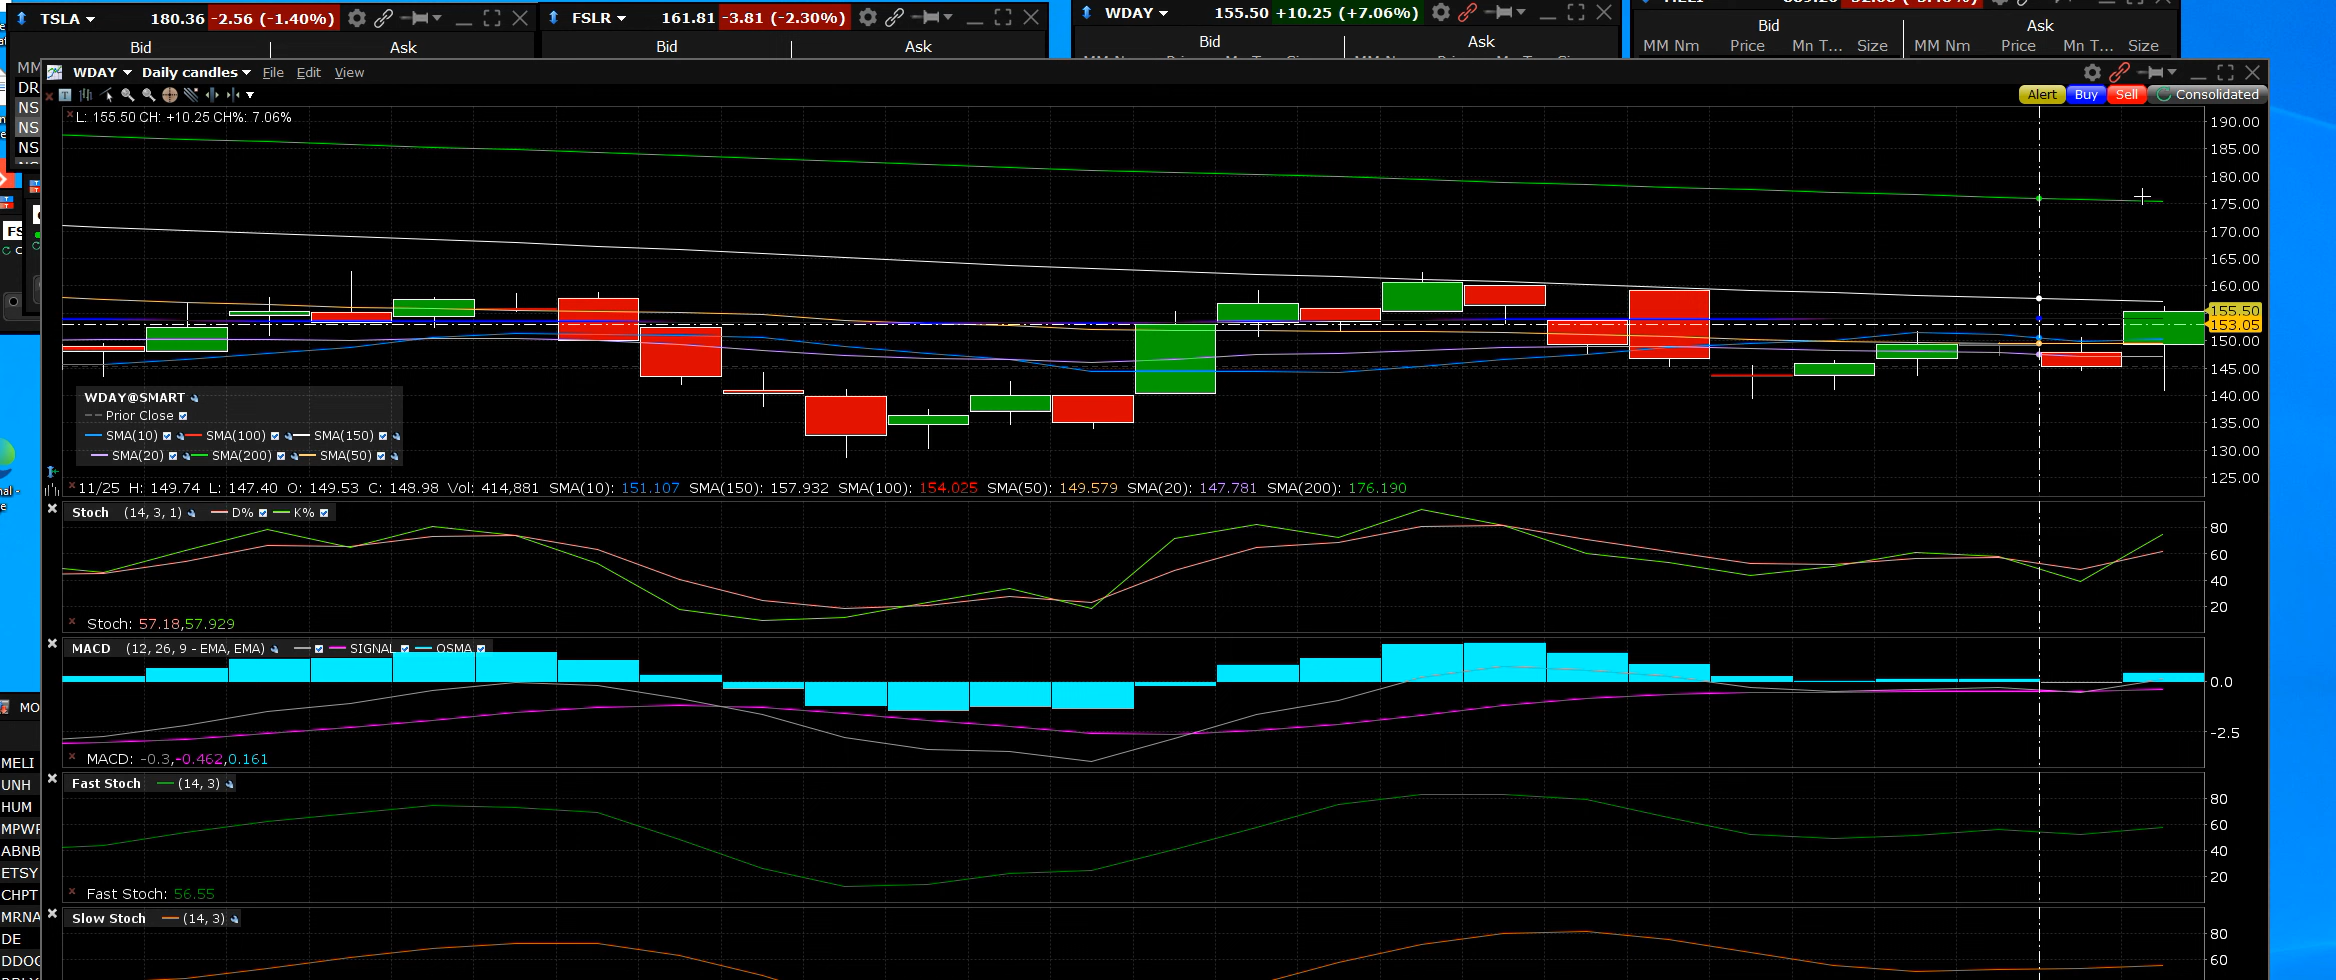 TSLA 180.36 -2.56 (-1.40%) FSLR 161.81 -3.81 (-2.30%) WDAY 155.50 +10.25 (+7.06%)
Bid Ask Bid Ask Bid Ask Bid Ask
MM Nm Price Mn T... Size MM Nm Price Mn T... Size
MM
DR
NS
NS
NS
FS
WDAY Daily candles File Edit View
Alert Buy Sell Consolidated
L: 155.50 CH: +10.25 CH%: 7.06%
190.00
185.00
180.00
175.00
170.00
165.00
160.00
155.50
153.05
150.00
145.00
140.00
135.00
130.00
125.00
WDAY@SMART
Prior Close
SMA(10) SMA(100) SMA(150)
SMA(20) SMA(200) SMA(50)
11/25 H: 149.74 L: 147.40 O: 149.53 C: 148.98 Vol: 414,881 SMA(10): 151.107 SMA(150): 157.932 SMA(100): 154.025 SMA(50): 149.579 SMA(20): 147.781 SMA(200): 176.190
Stoch (14, 3, 1) D% K%
80
60
40
20
Stoch: 57.18,57.929
MACD (12, 26, 9 - EMA, EMA) SIGNAL OSMA
0.0
-2.5
MACD: -0.3,-0.462,0.161
Fast Stoch (14, 3)
80
60
40
20
Fast Stoch: 56.55
Slow Stoch (14, 3)
80
60
MO
MELI
UNH
HUM
MPWR
ABNB
ETSY
CHPT
MRNA
DE
DDOG